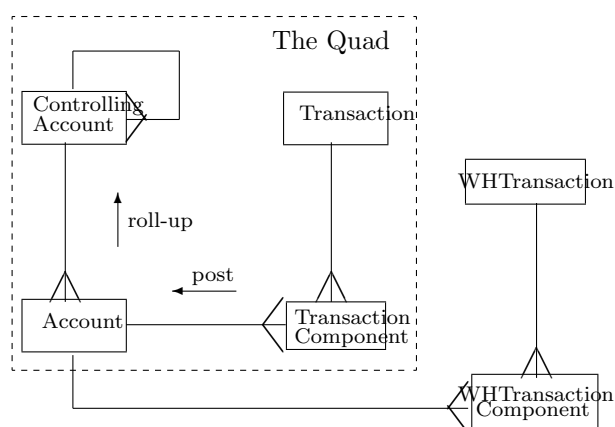 The Quad
Controlling
Account
Transaction
WHTransaction
roll-up
post
Account
Transaction
Component
WHTransaction
Component